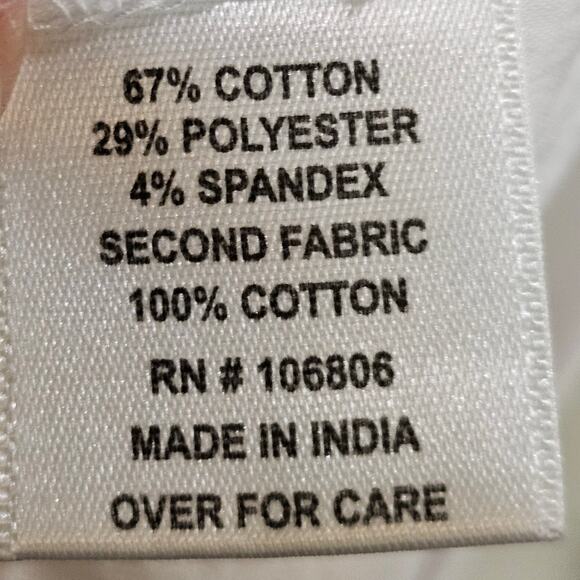 67% COTTON
29% POLYESTER
4% SPANDEX
SECOND FABRIC
100% COTTON
RN # 106806
MADE IN INDIA
OVER FOR CARE